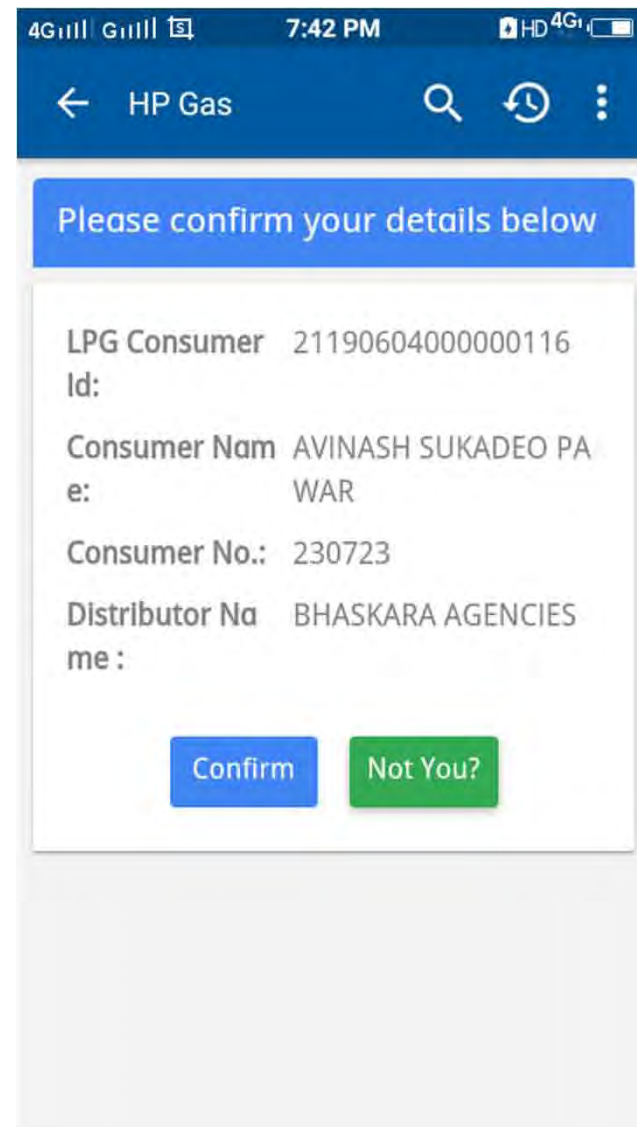 4G G 7:42 PM HD 4G
HP Gas
Please confirm your details below
LPG Consumer 21190604000000116
Id:
Consumer Nam AVINASH SUKADEO PA
e: WAR
Consumer No.: 230723
Distributor Na BHASKARA AGENCIES
me :
Confirm Not You?